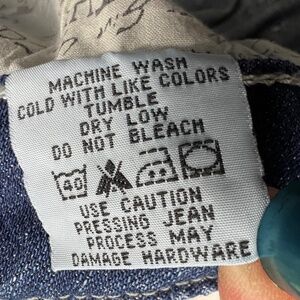 MACHINE WASH
COLD WITH LIKE COLORS
TUMBLE
DRY LOW
DO NOT BLEACH
40
USE CAUTION
PRESSING JEAN
PROCESS MAY
DAMAGE HARDWARE